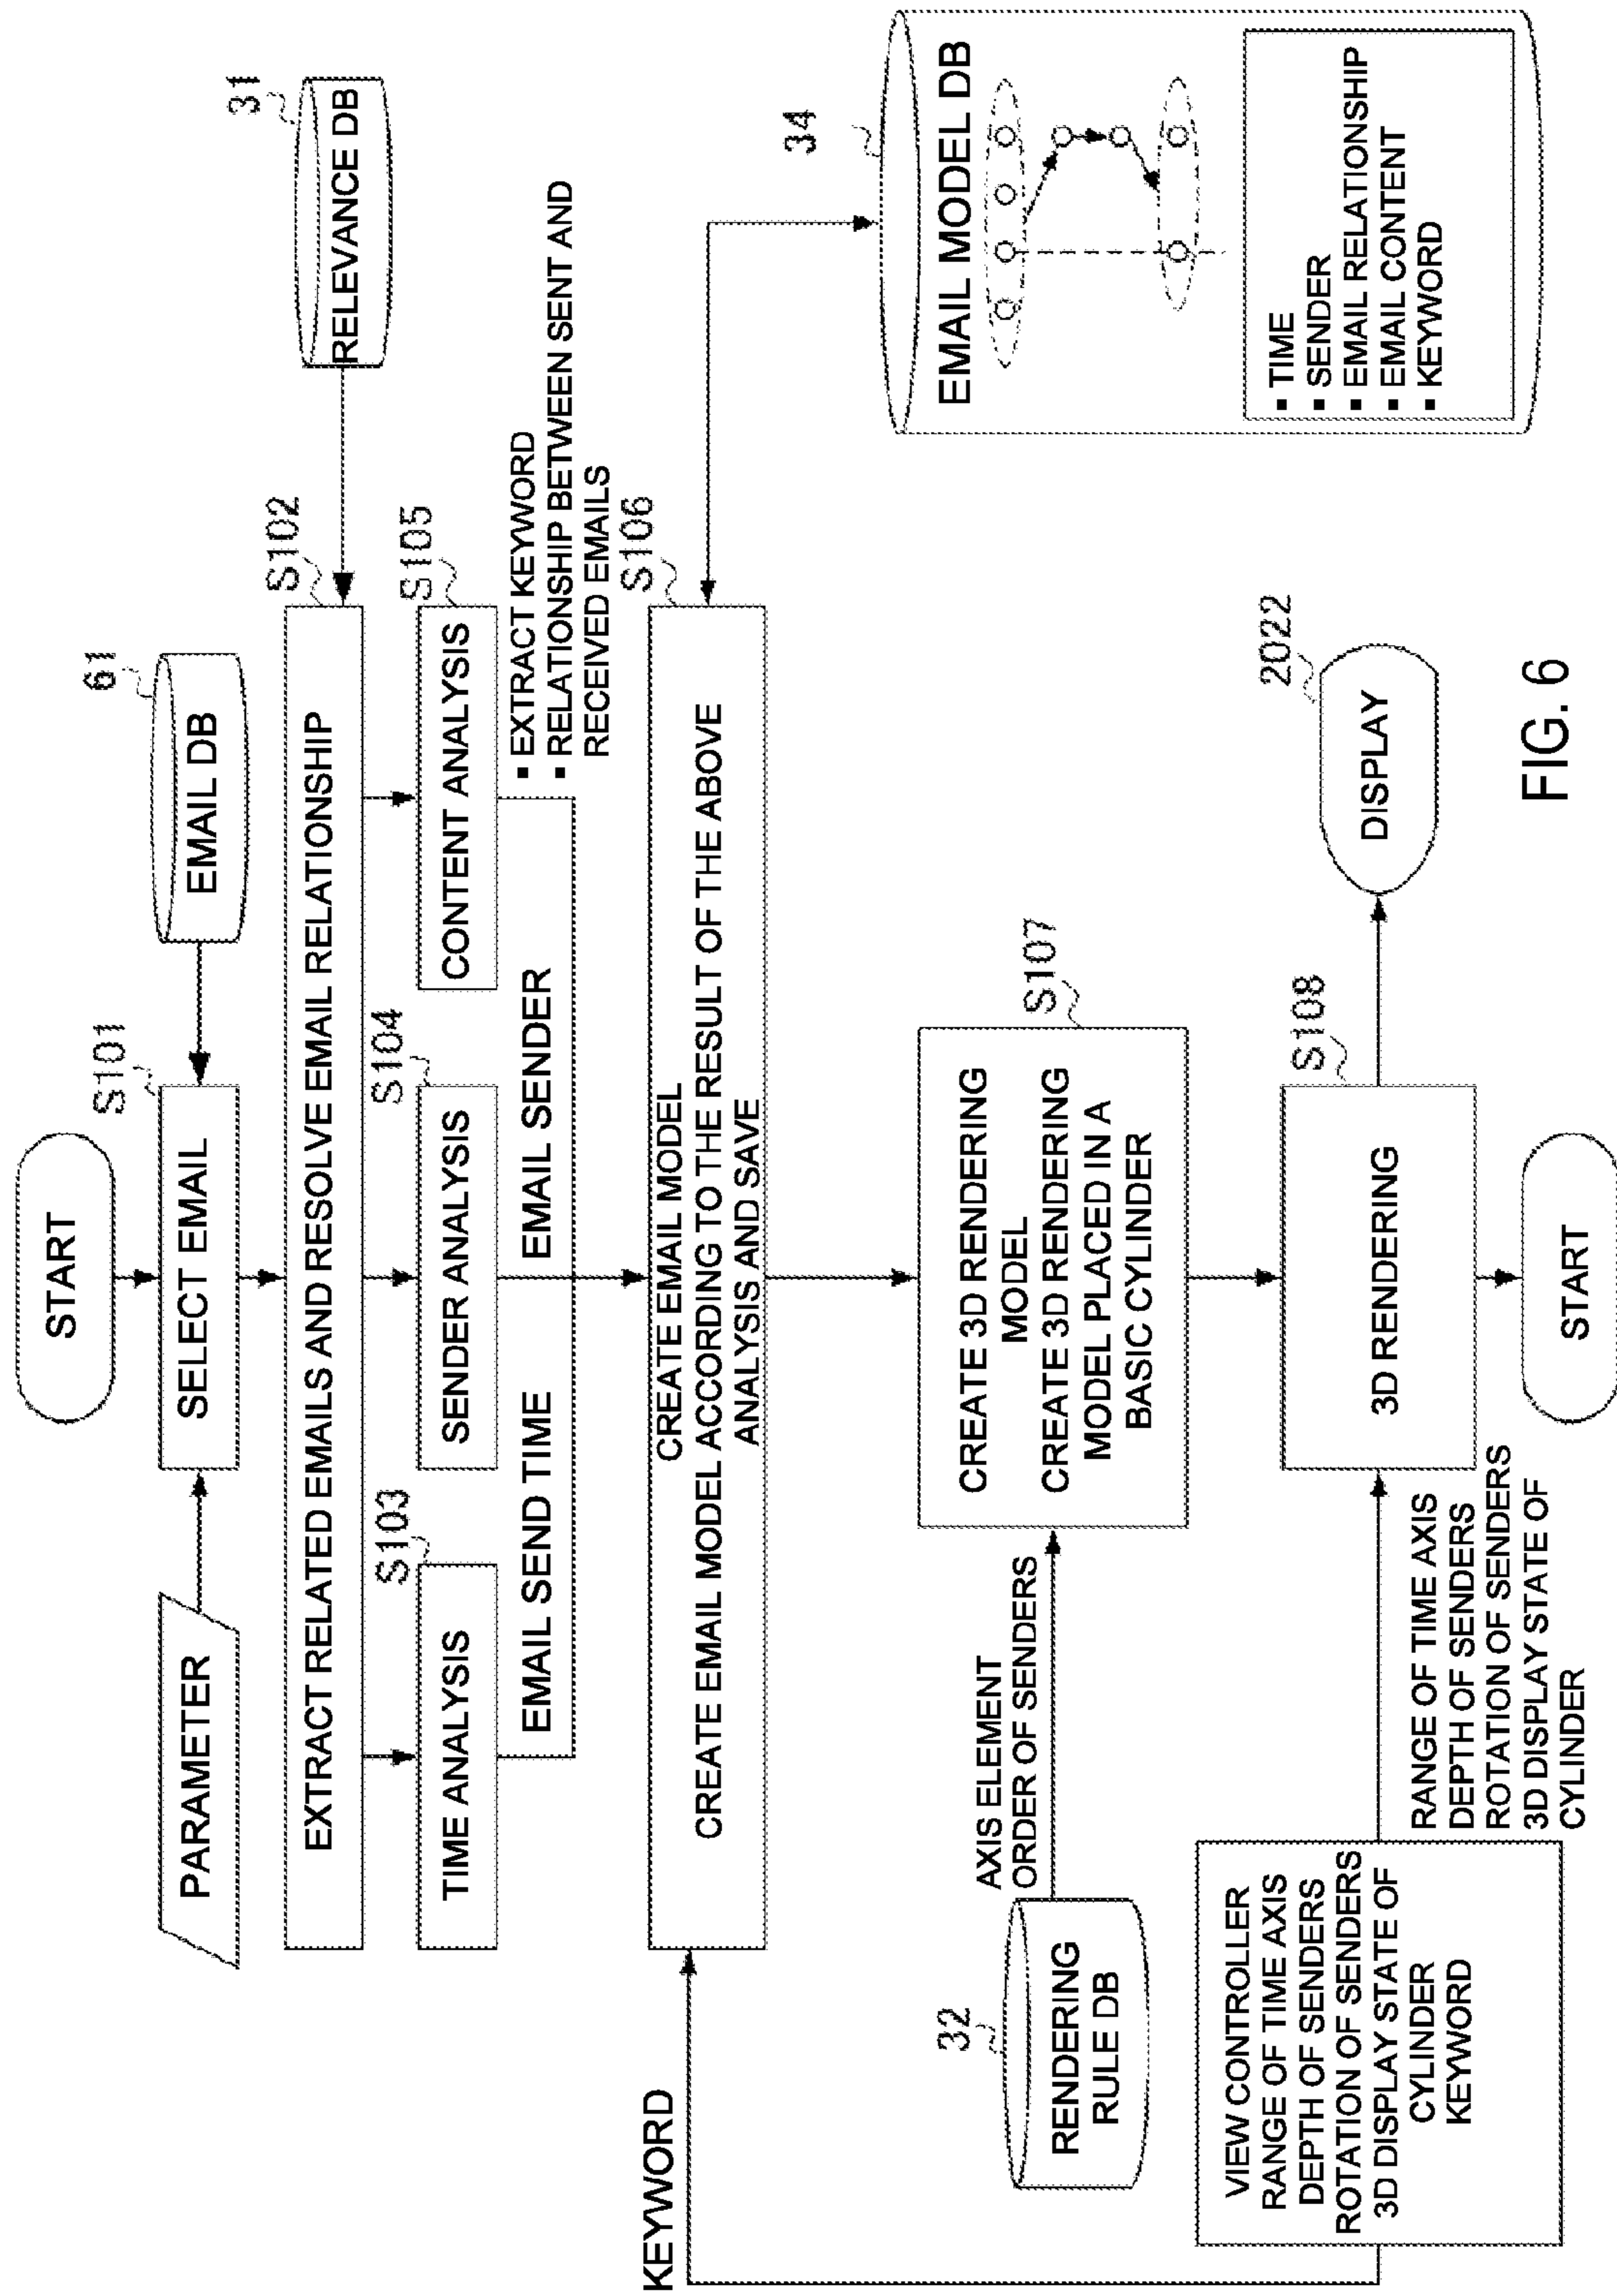 START
S101
SELECT EMAIL
PARAMETER
61
EMAIL DB
S102
EXTRACT RELATED EMAILS AND RESOLVE EMAIL RELATIONSHIP
31
RELEVANCE DB
S103
TIME ANALYSIS
S104
SENDER ANALYSIS
S105
CONTENT ANALYSIS
EMAIL SEND TIME
EMAIL SENDER
▪ EXTRACT KEYWORD
▪ RELATIONSHIP BETWEEN SENT AND
RECEIVED EMAILS
S106
KEYWORD
CREATE EMAIL MODEL
CREATE EMAIL MODEL ACCORDING TO THE RESULT OF THE ABOVE
ANALYSIS AND SAVE
34
EMAIL MODEL DB
▪ TIME
▪ SENDER
▪ EMAIL RELATIONSHIP
▪ EMAIL CONTENT
▪ KEYWORD
32
RENDERING
RULE DB
AXIS ELEMENT
ORDER OF SENDERS
S107
CREATE 3D RENDERING
MODEL
CREATE 3D RENDERING
MODEL PLACED IN A
BASIC CYLINDER
VIEW CONTROLLER
RANGE OF TIME AXIS
DEPTH OF SENDERS
ROTATION OF SENDERS
3D DISPLAY STATE OF
CYLINDER
KEYWORD
RANGE OF TIME AXIS
DEPTH OF SENDERS
ROTATION OF SENDERS
3D DISPLAY STATE OF
CYLINDER
S108
3D RENDERING
2022
DISPLAY
START
FIG. 6